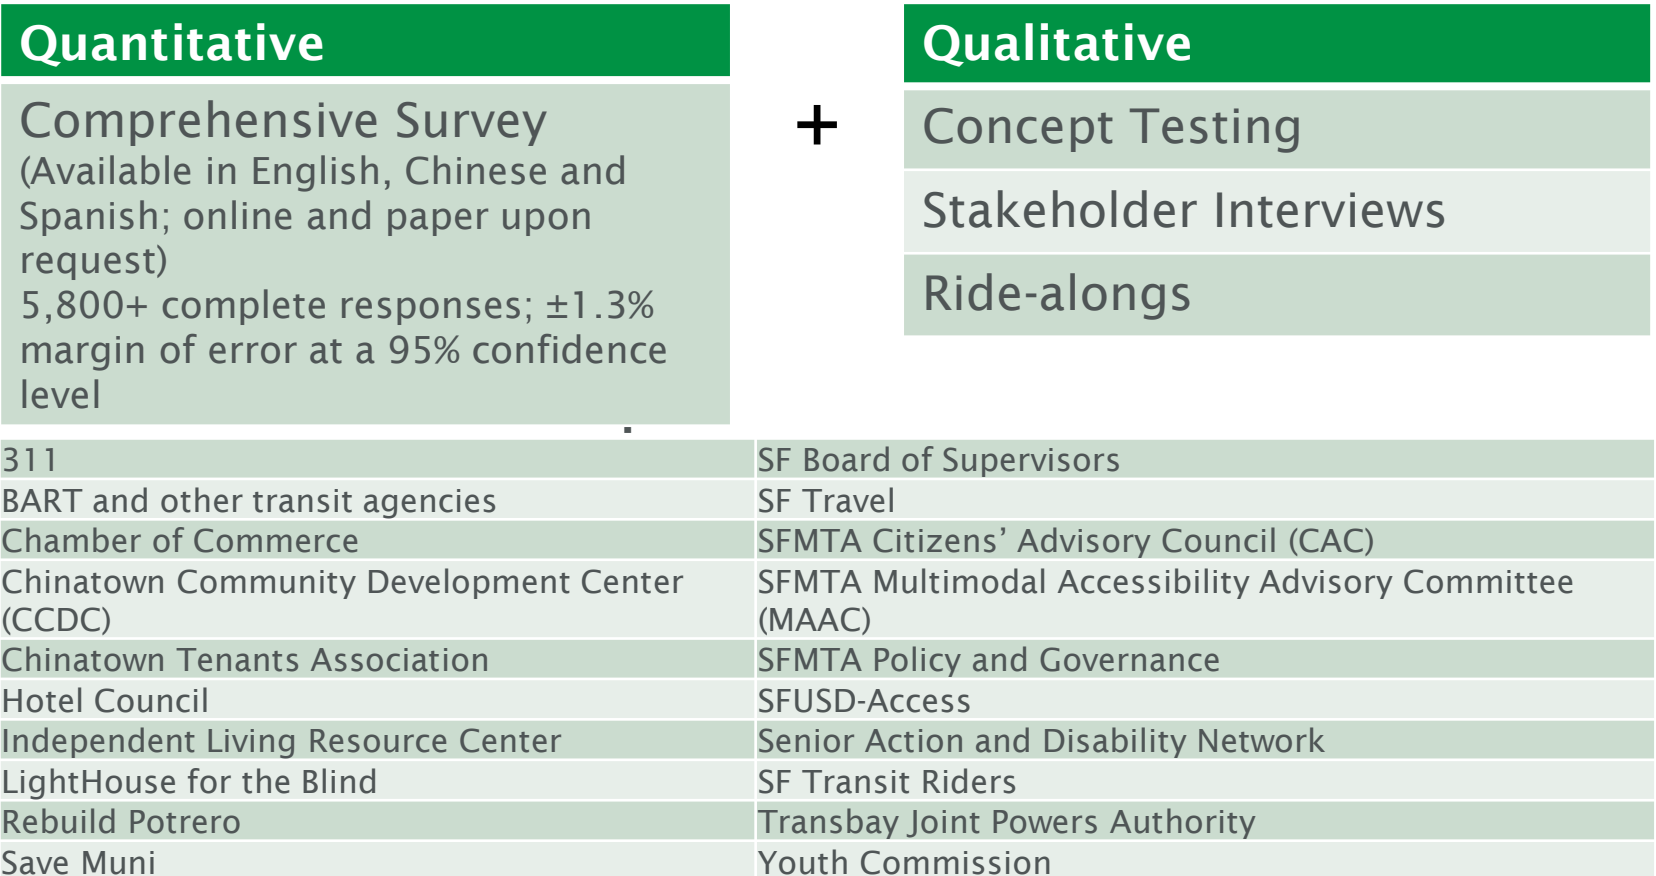 Quantitative
Comprehensive Survey
(Available in English, Chinese and
Spanish; online and paper upon
request)
5,800+ complete responses; ±1.3%
margin of error at a 95% confidence
level
+
Qualitative
Concept Testing
Stakeholder Interviews
Ride-alongs
311
SF Board of Supervisors
BART and other transit agencies
SF Travel
Chamber of Commerce
SFMTA Citizens’ Advisory Council (CAC)
Chinatown Community Development Center
(CCDC)
SFMTA Multimodal Accessibility Advisory Committee
(MAAC)
Chinatown Tenants Association
SFMTA Policy and Governance
Hotel Council
SFUSD-Access
Independent Living Resource Center
Senior Action and Disability Network
LightHouse for the Blind
SF Transit Riders
Rebuild Potrero
Transbay Joint Powers Authority
Save Muni
Youth Commission